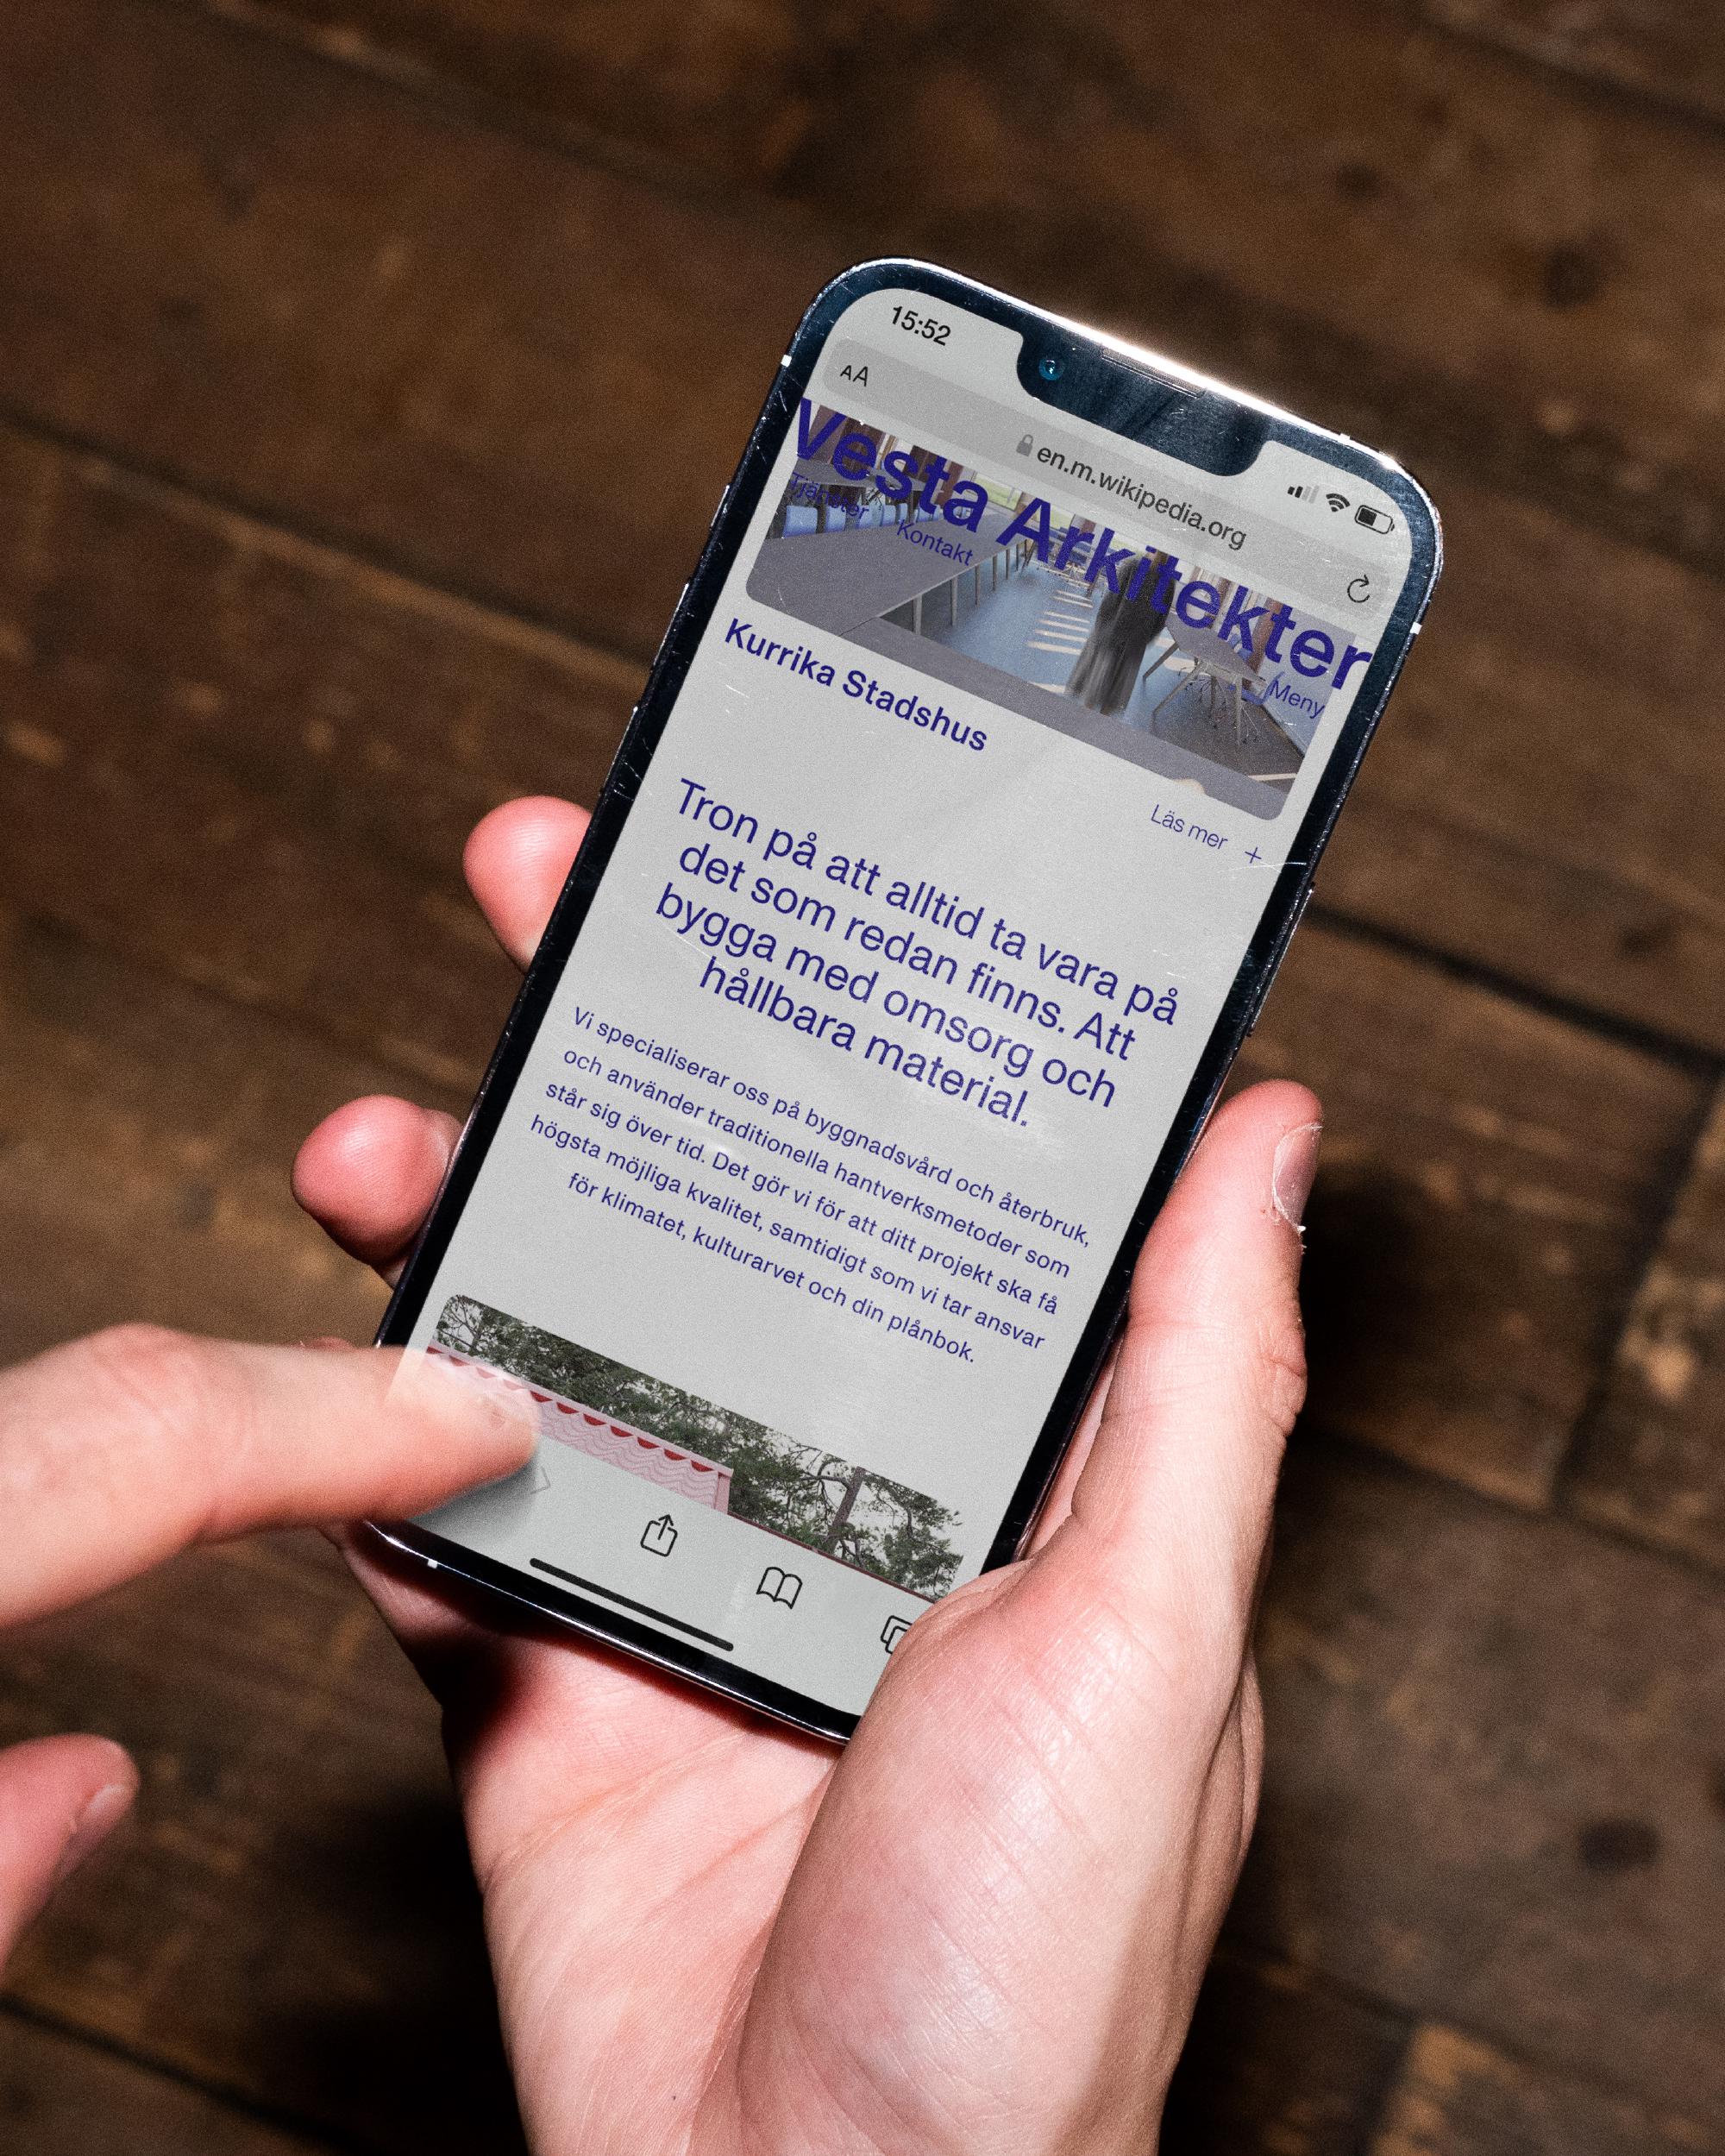 15:52
AA
en.m.wikipedia.org
Vesta Arkitekter
Tjänster Kontakt Meny
Kurrika Stadshus
Läs mer +
Tron på att alltid ta vara på
det som redan finns. Att
bygga med omsorg och
hållbara material.
Vi specialiserar oss på byggnadsvård och återbruk,
och använder traditionella hantverksmetoder som
står sig över tid. Det gör vi för att ditt projekt ska få
högsta möjliga kvalitet, samtidigt som vi tar ansvar
för klimatet, kulturarvet och din plånbok.